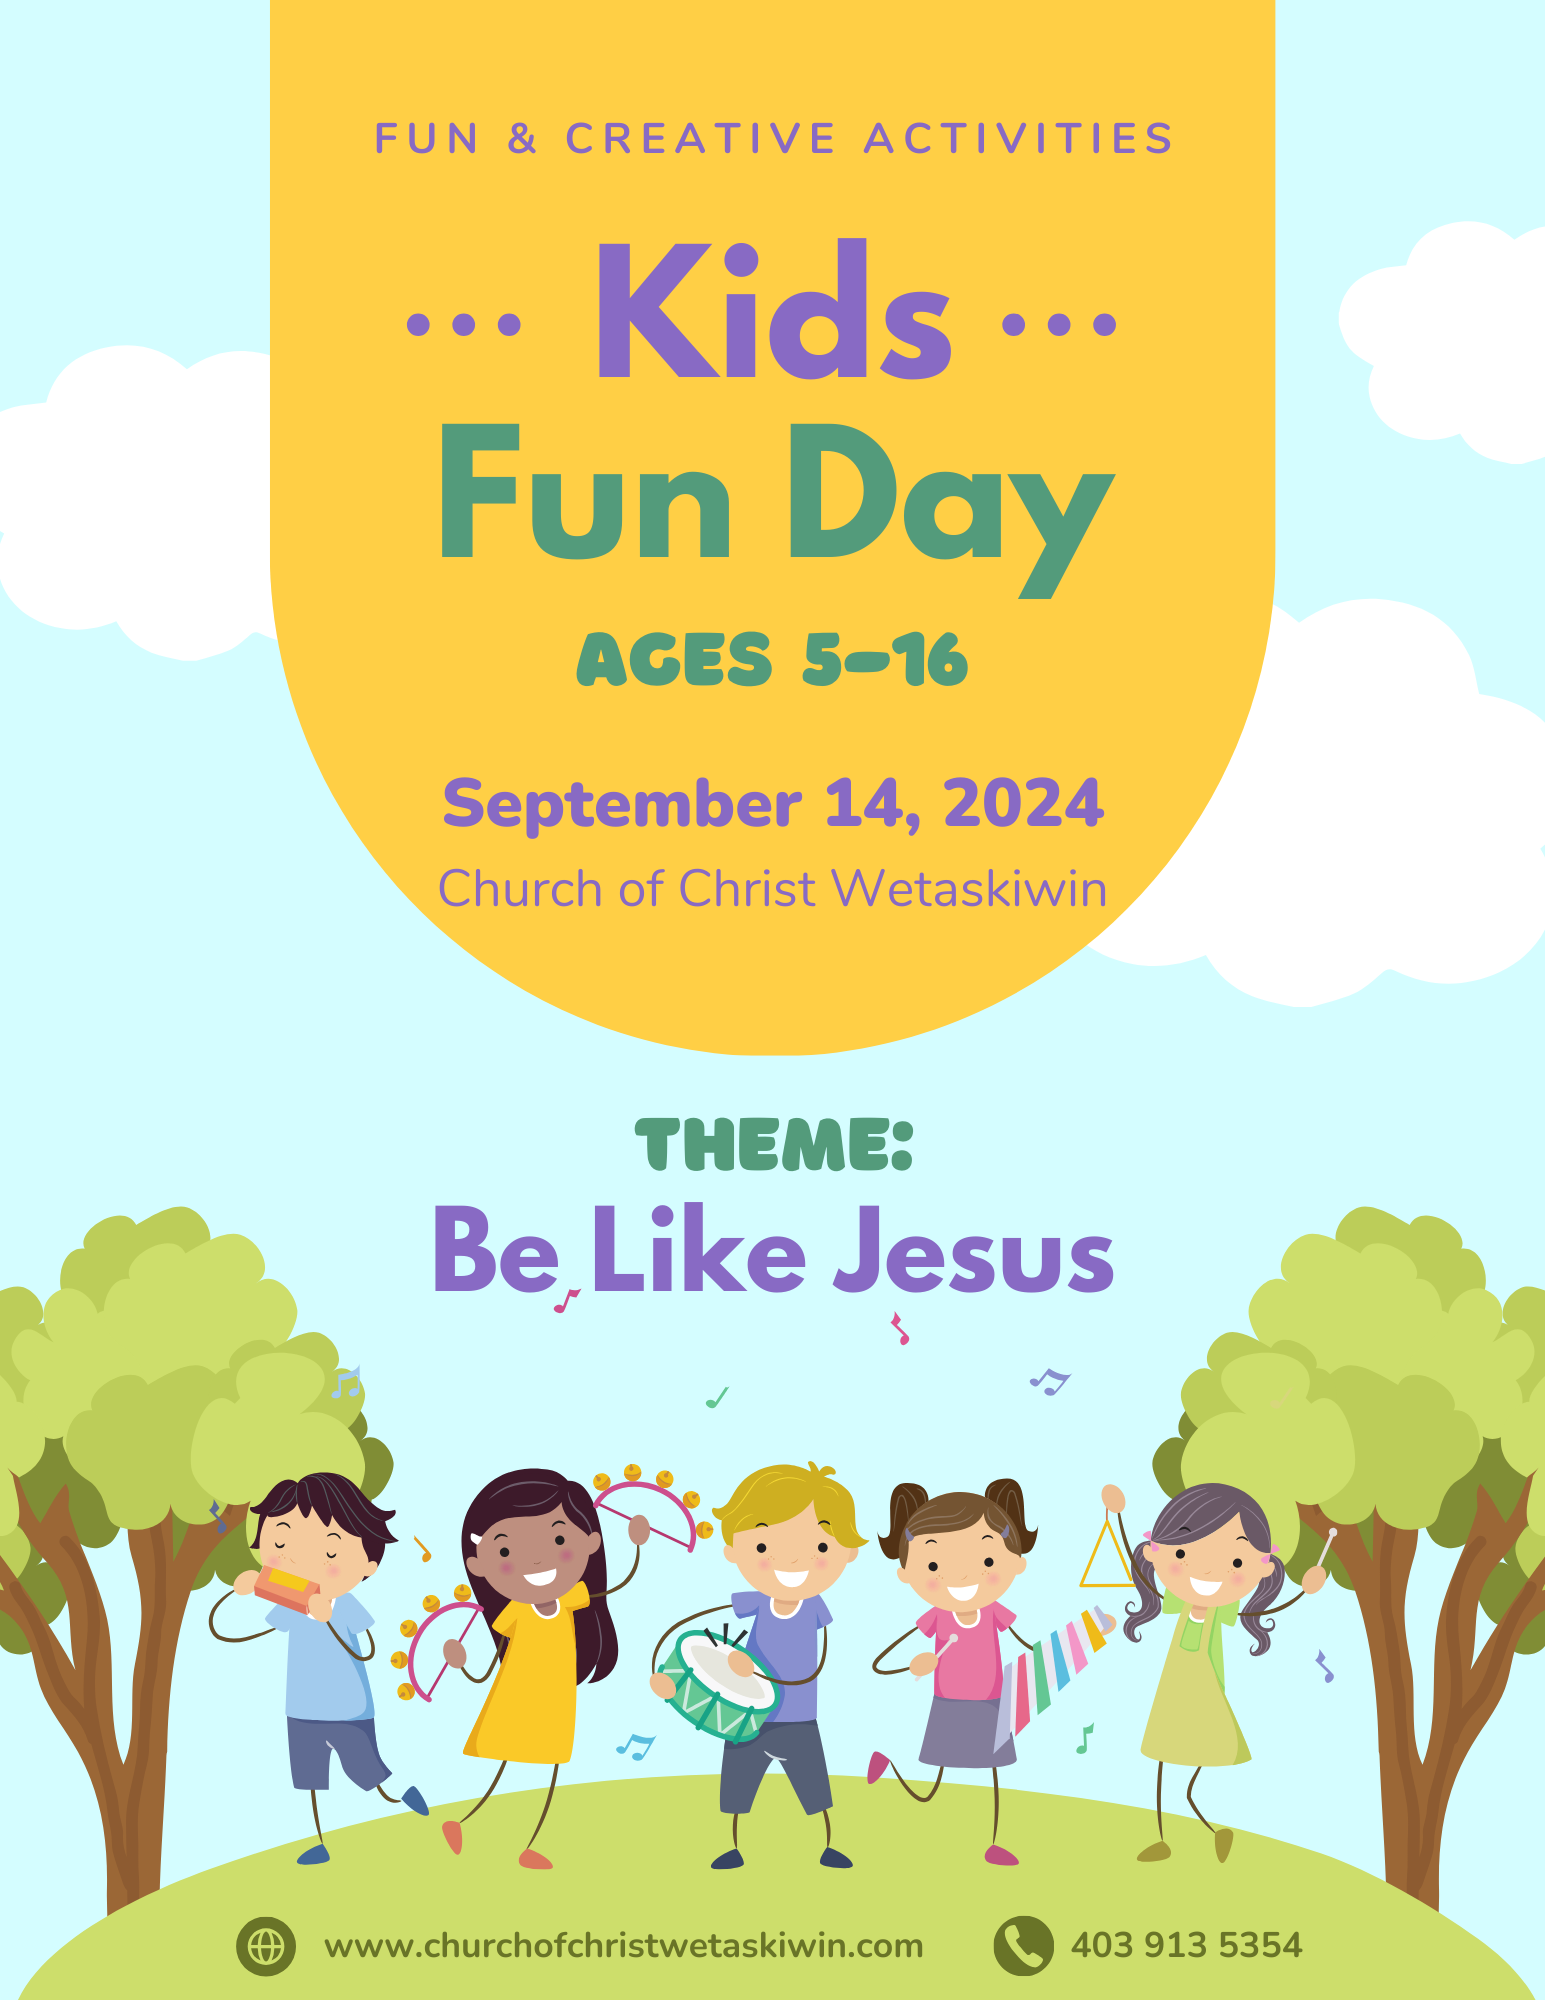 FUN & CREATIVE ACTIVITIES
Kids
Fun Day
AGES 5-16
September 14, 2024
Church of Christ Wetaskiwin
THEME:
Be Like Jesus
www.churchofchristwetaskiwin.com
403 913 5354